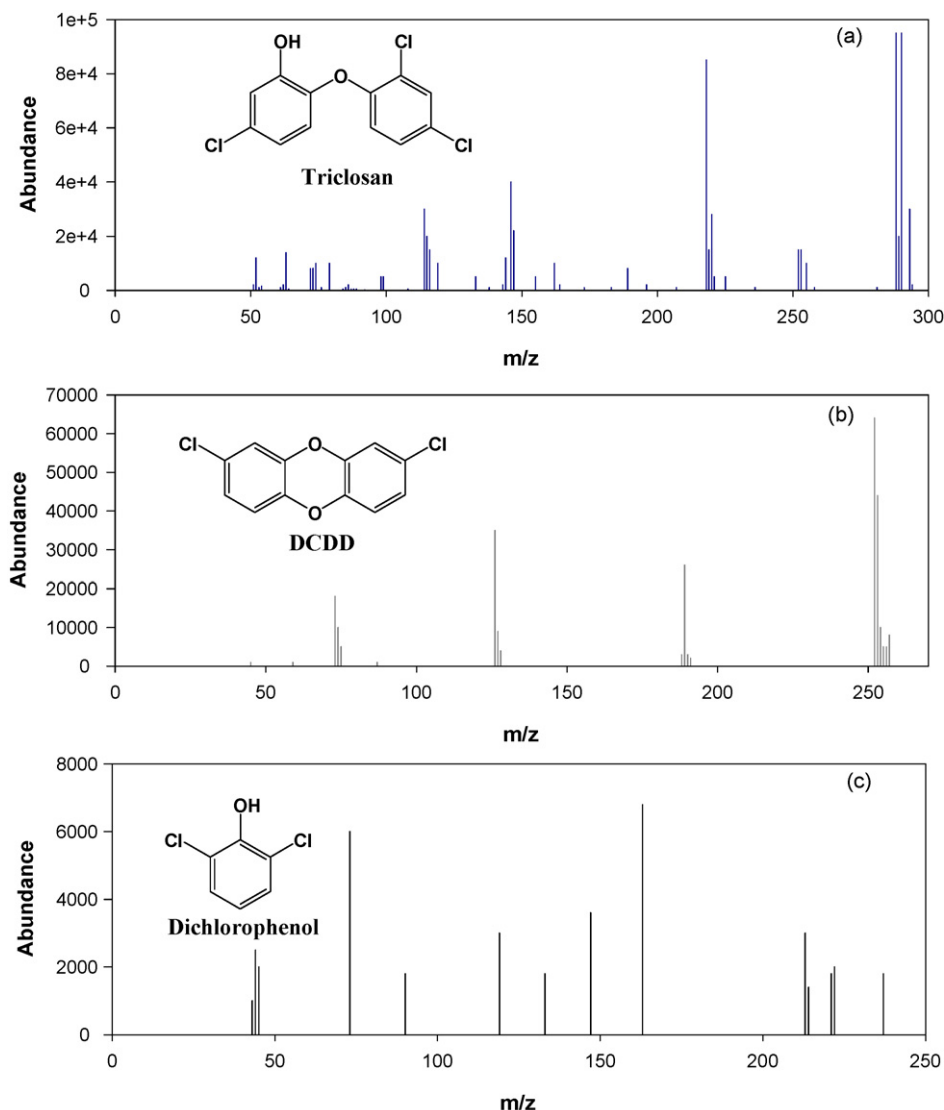 (a)
Abundance
1e+5
8e+4
6e+4
4e+4
2e+4
0
OH
Cl
O
Cl
Cl
Triclosan
0 50 100 150 200 250 300
m/z
(b)
Abundance
70000
60000
50000
40000
30000
20000
10000
0
Cl
O
O
Cl
DCDD
0 50 100 150 200 250
m/z
(c)
Abundance
8000
6000
4000
2000
0
OH
Cl
Cl
Dichlorophenol
0 50 100 150 200 250
m/z